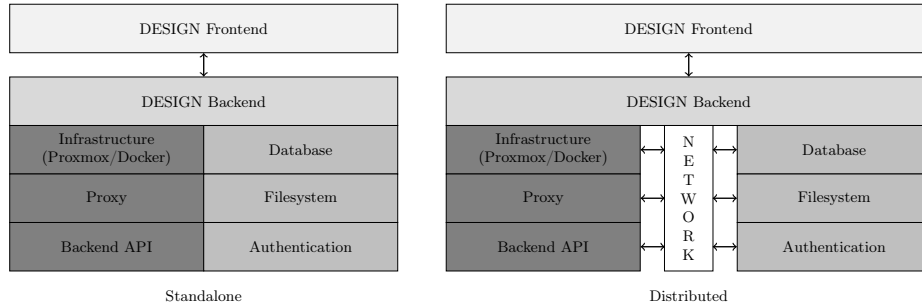 DESIGN Frontend
DESIGN Backend
Infrastructure
(Proxmox/Docker)
Database
Proxy
Filesystem
Backend API
Authentication
Standalone
DESIGN Frontend
DESIGN Backend
Infrastructure
(Proxmox/Docker)
Proxy
Backend API
N
E
T
W
O
R
K
Database
Filesystem
Authentication
Distributed